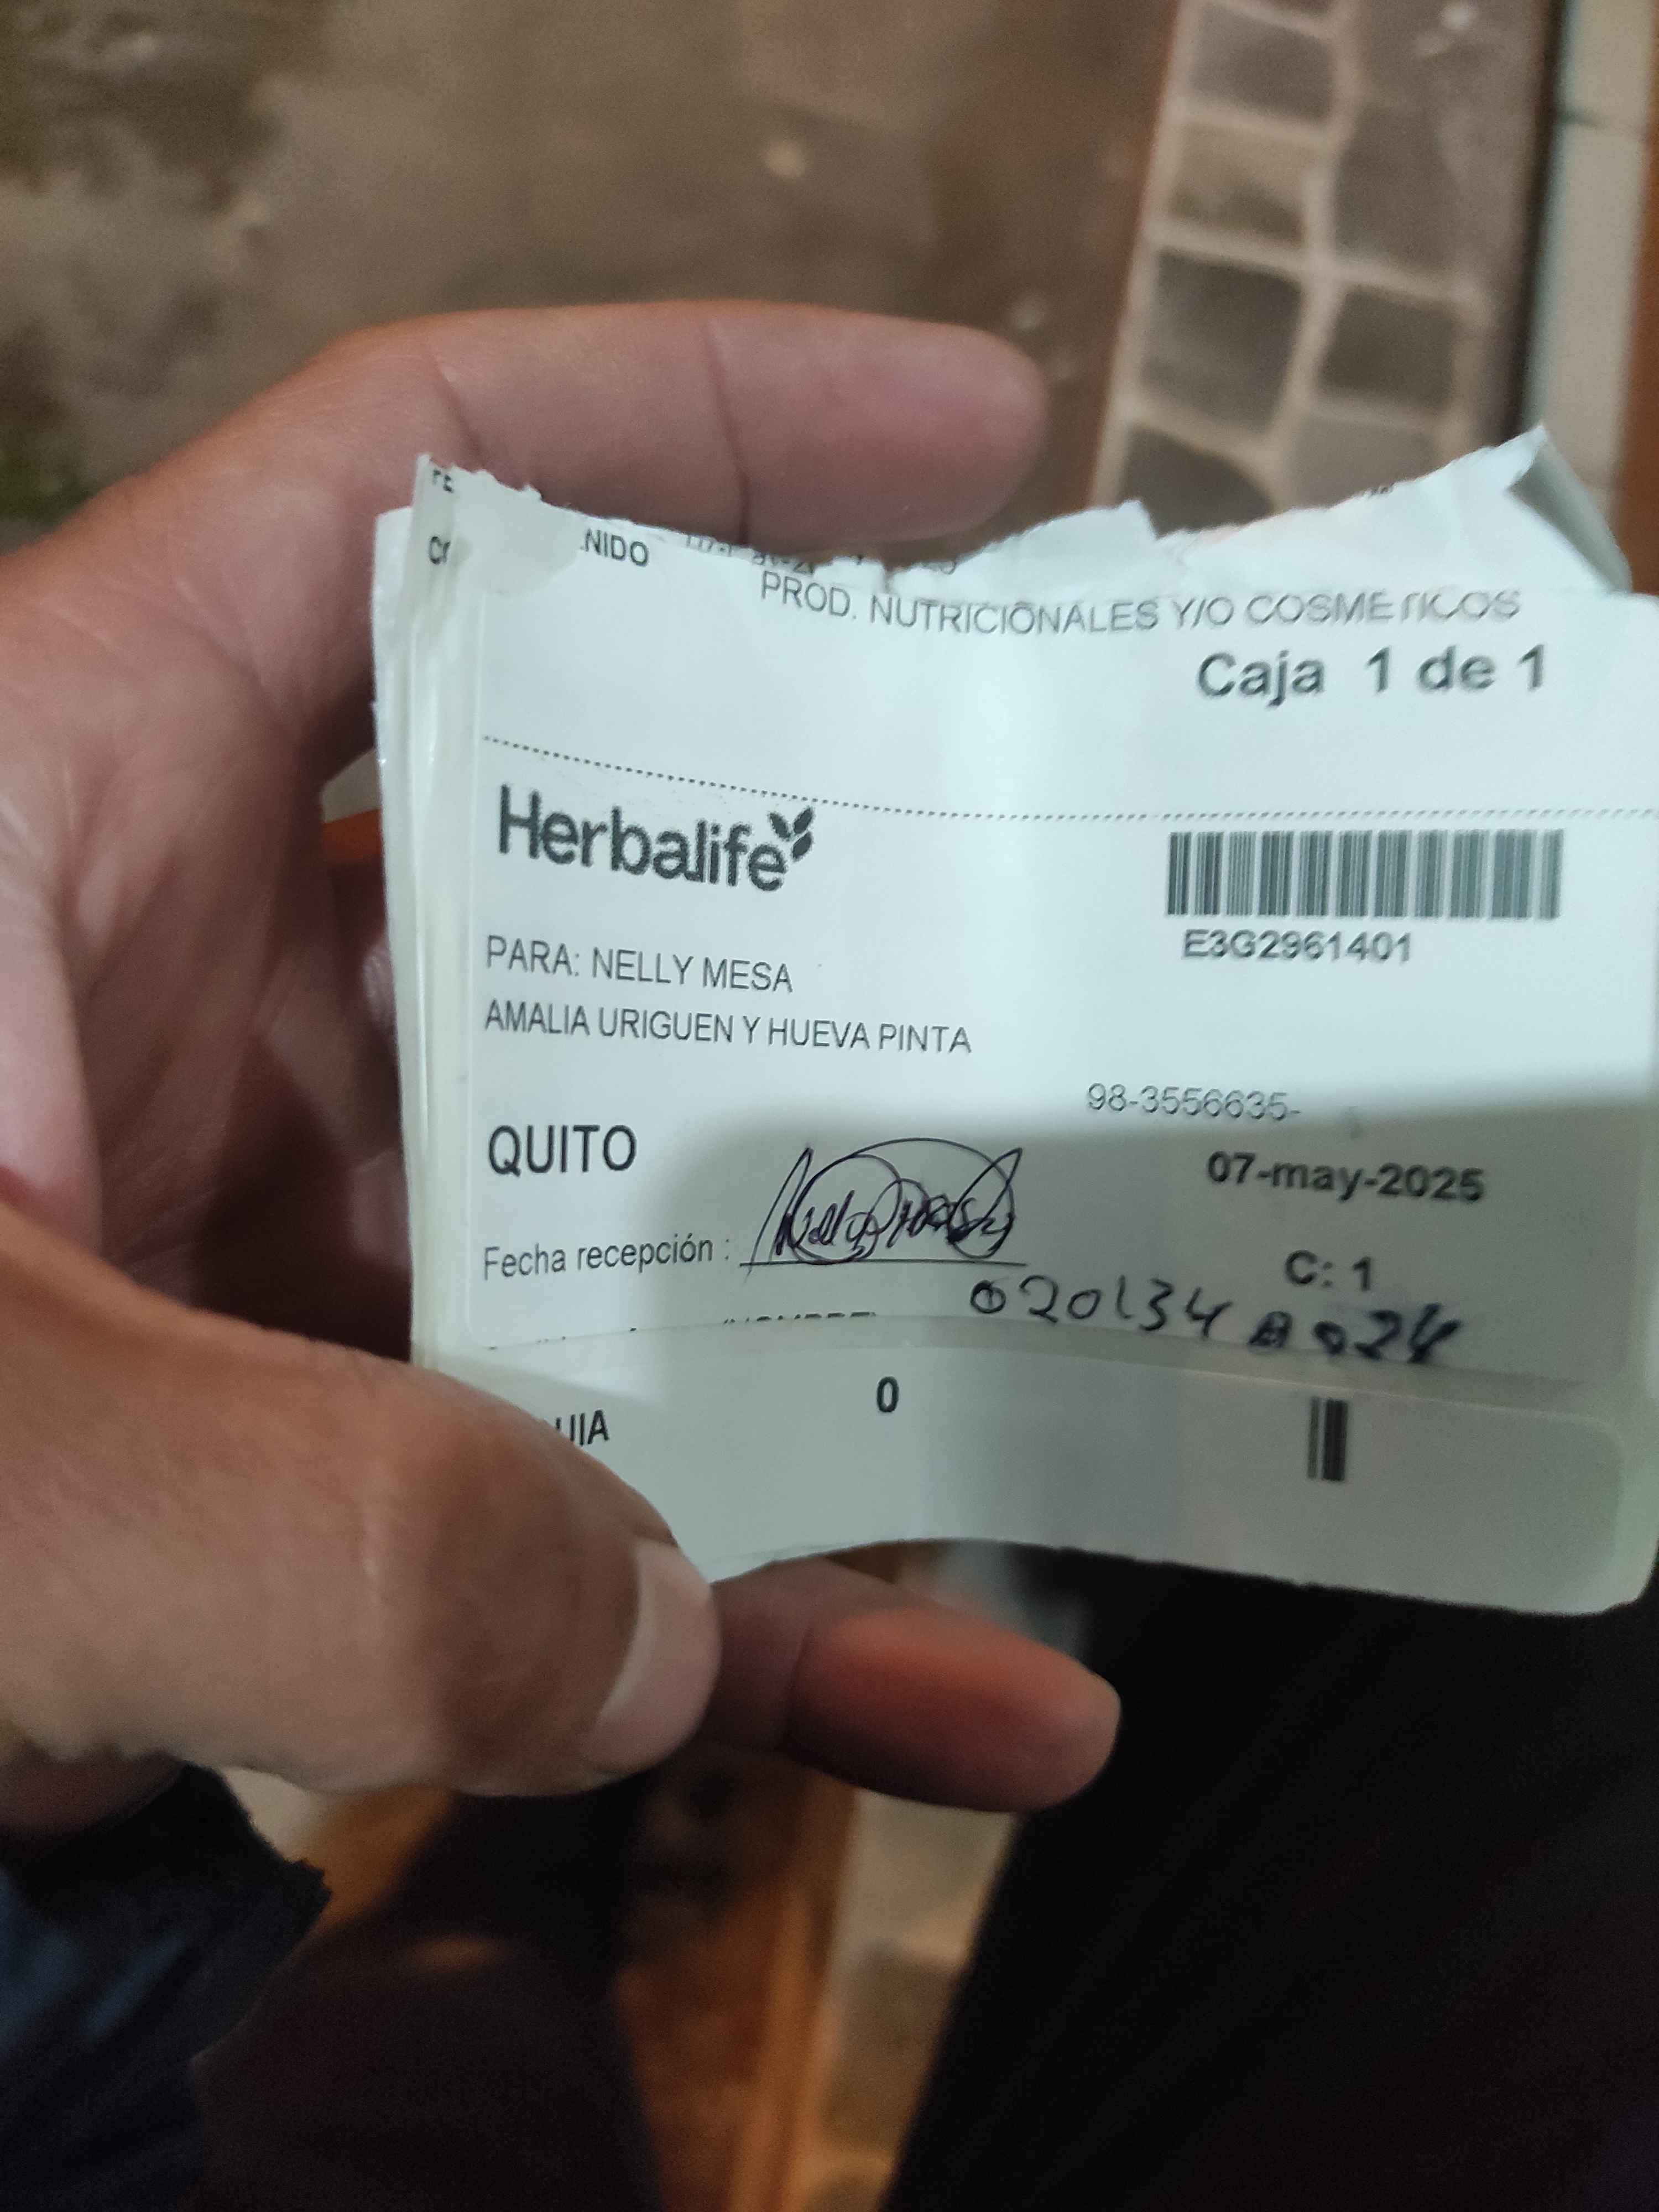 NIDO
PROD. NUTRICIONALES Y/O COSMETICOS
Caja 1 de 1
Herbalife
E3G2961401
PARA: NELLY MESA
AMALIA URIGUEN Y HUEVA PINTA
98-3556635-
QUITO
07-may-2025
Fecha recepción :
C: 1
0
UIA